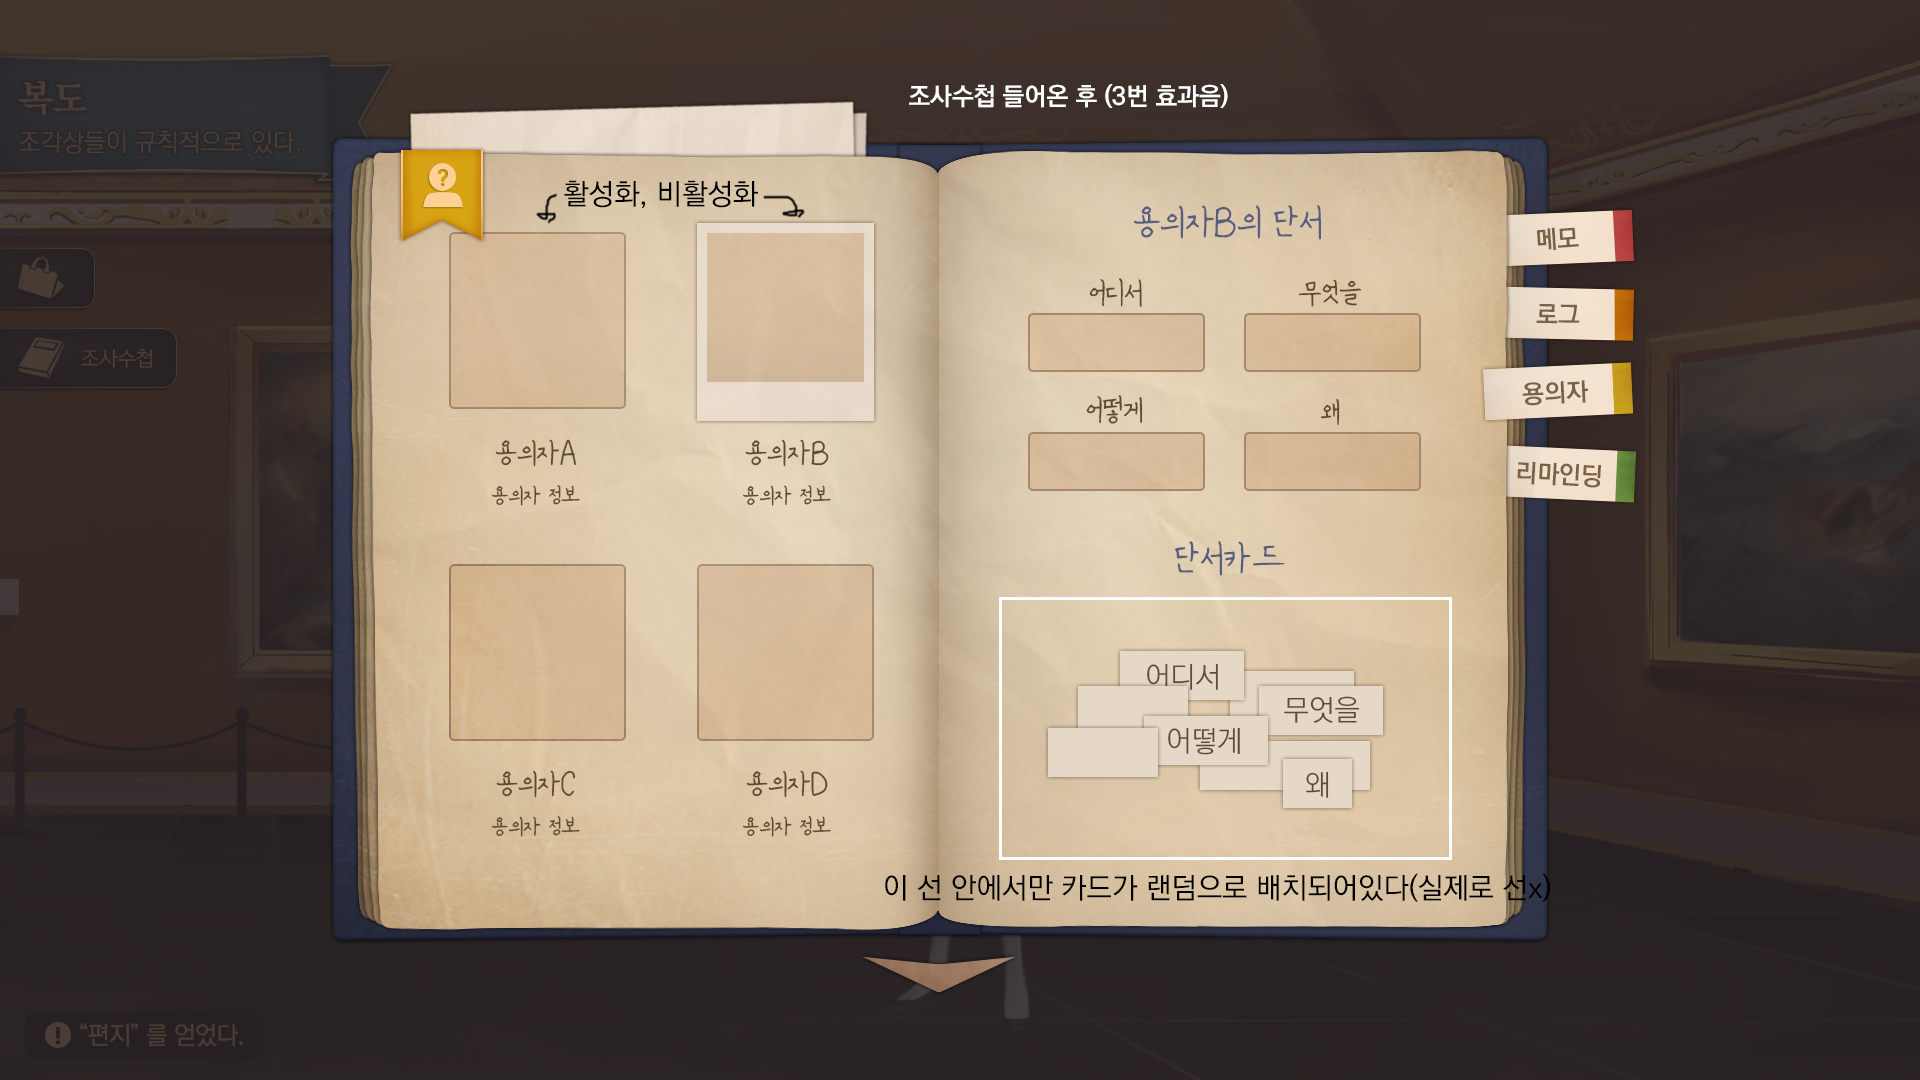 조사수첩 들어온 후 (3번 효과음)
복도
조각상들이 규칙적으로 있다.
조사수첩
활성화, 비활성화
용의자A
용의자 정보
용의자B
용의자 정보
용의자C
용의자 정보
용의자D
용의자 정보
용의자B의 단서
어디서
무엇을
어떻게
왜
단서카드
어디서
무엇을
어떻게
왜
이 선 안에서만 카드가 랜덤으로 배치되어있다(실제로 선x)
메모
로그
용의자
리마인딩
“편지” 를 얻었다.